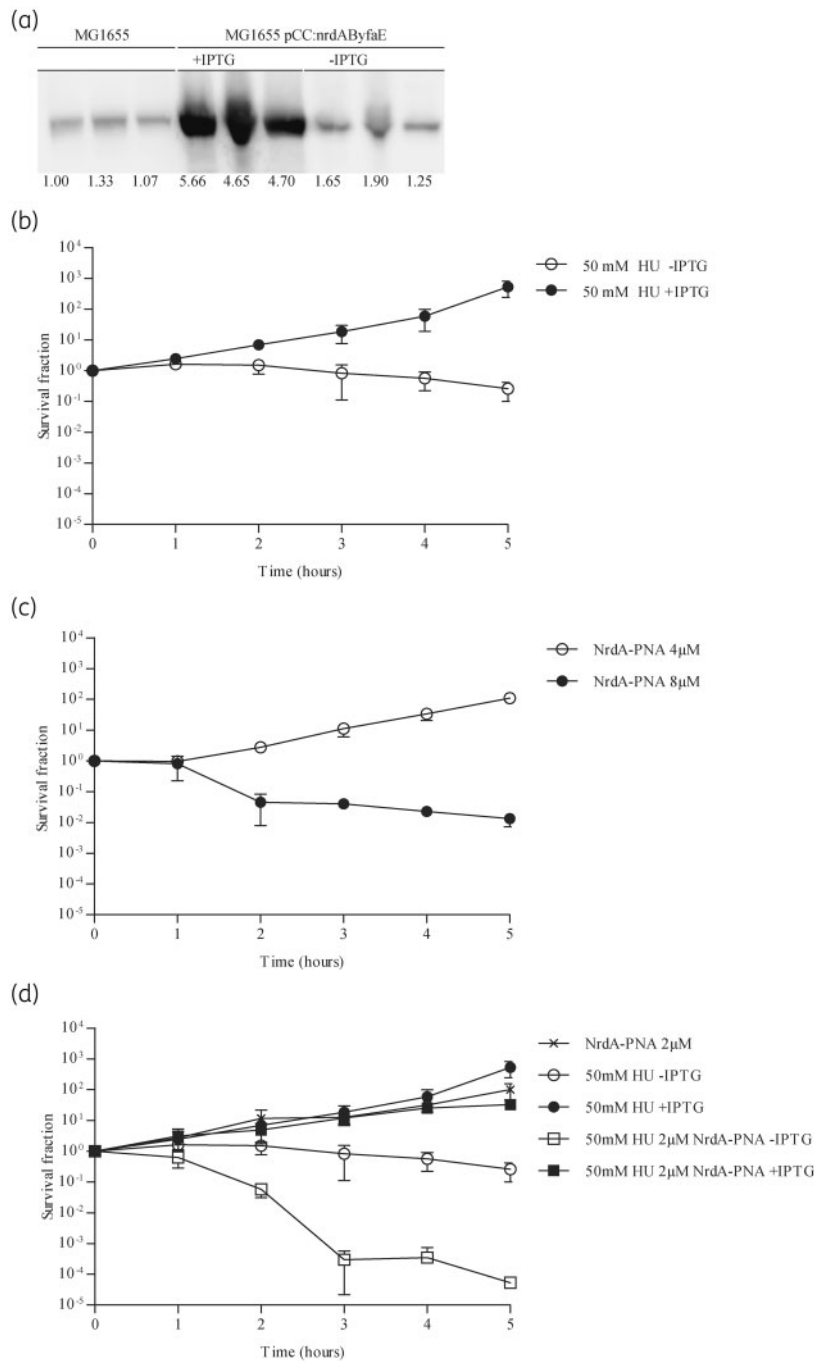 (a)
MG1655 MG1655 pCC:nrdAByfaE
+IPTG -IPTG
1.00 1.33 1.07 5.66 4.65 4.70 1.65 1.90 1.25
(b)
10⁴
10³
10²
10¹
10⁰
10⁻¹
10⁻²
10⁻³
10⁻⁴
10⁻⁵
Survival fraction
0 1 2 3 4 5
Time (hours)
50 mM HU -IPTG
50 mM HU +IPTG
(c)
10⁴
10³
10²
10¹
10⁰
10⁻¹
10⁻²
10⁻³
10⁻⁴
10⁻⁵
Survival fraction
0 1 2 3 4 5
Time (hours)
NrdA-PNA 4µM
NrdA-PNA 8µM
(d)
10⁴
10³
10²
10¹
10⁰
10⁻¹
10⁻²
10⁻³
10⁻⁴
10⁻⁵
Survival fraction
0 1 2 3 4 5
Time (hours)
NrdA-PNA 2µM
50mM HU -IPTG
50mM HU +IPTG
50mM HU 2µM NrdA-PNA -IPTG
50mM HU 2µM NrdA-PNA +IPTG